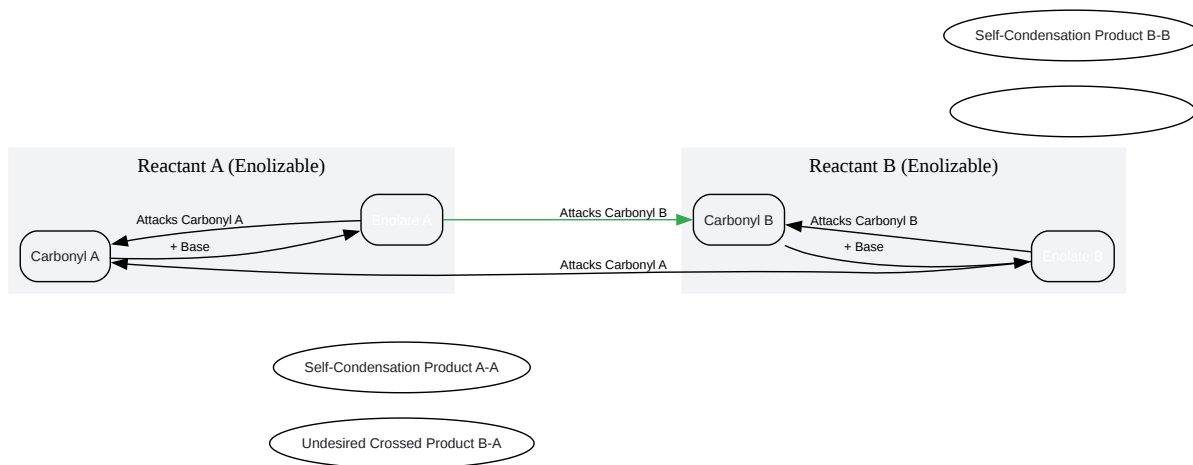 Self-Condensation Product B-B
Reactant A (Enolizable)
Reactant B (Enolizable)
Attacks Carbonyl A
Enolate A
Attacks Carbonyl B
Carbonyl B
Attacks Carbonyl B
+ Base
+ Base
Carbonyl A
Enolate B
Attacks Carbonyl A
Self-Condensation Product A-A
Undesired Crossed Product B-A